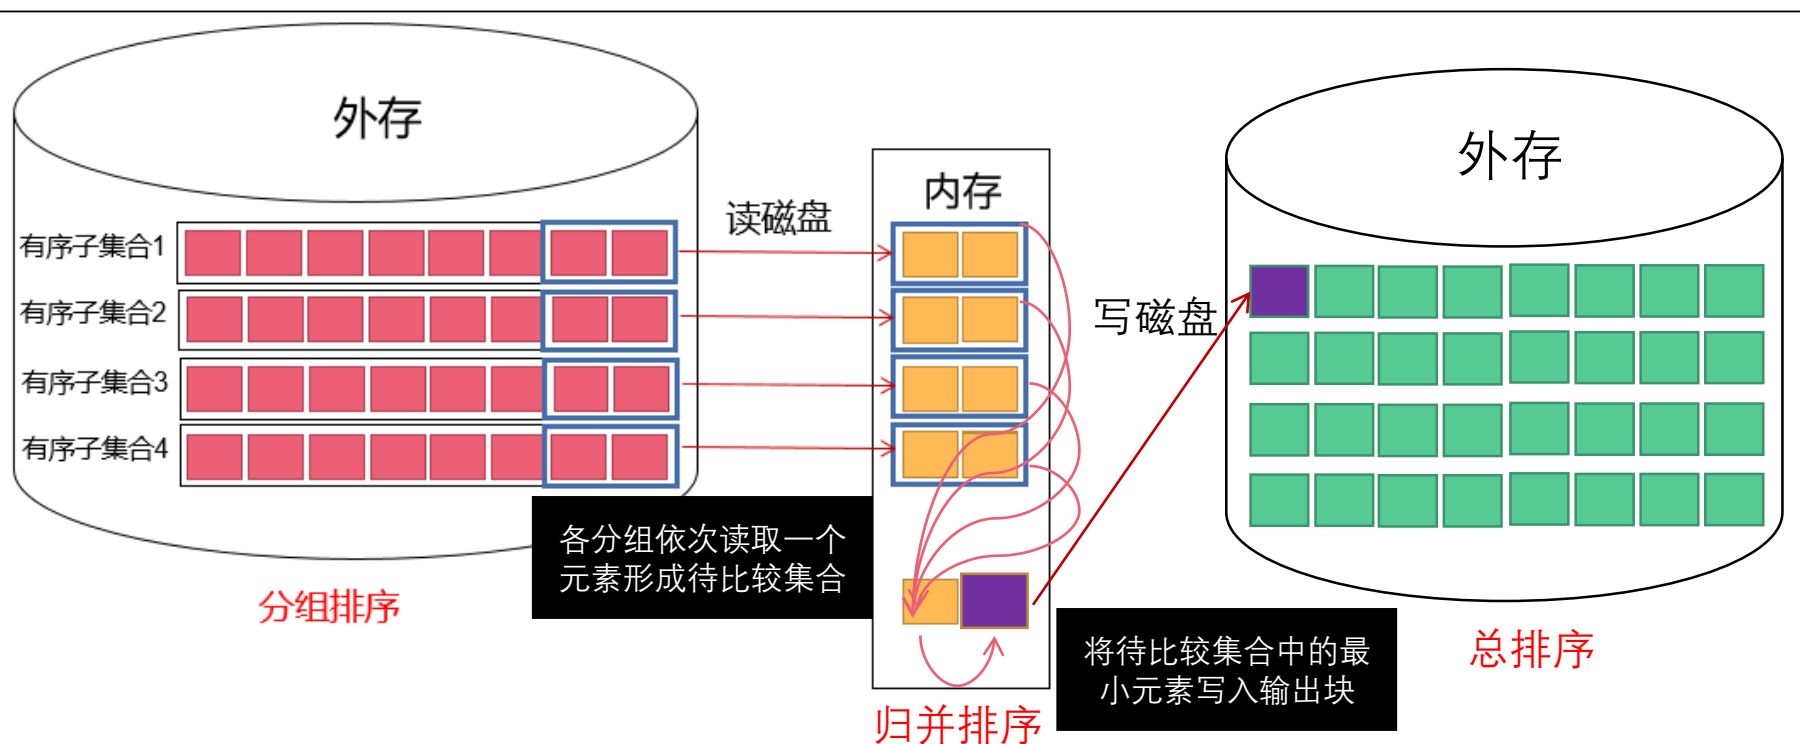 外存
有序子集合1
有序子集合2
有序子集合3
有序子集合4
分组排序
读磁盘
内存
各分组依次读取一个
元素形成待比较集合
归并排序
写磁盘
将待比较集合中的最
小元素写入输出块
外存
总排序